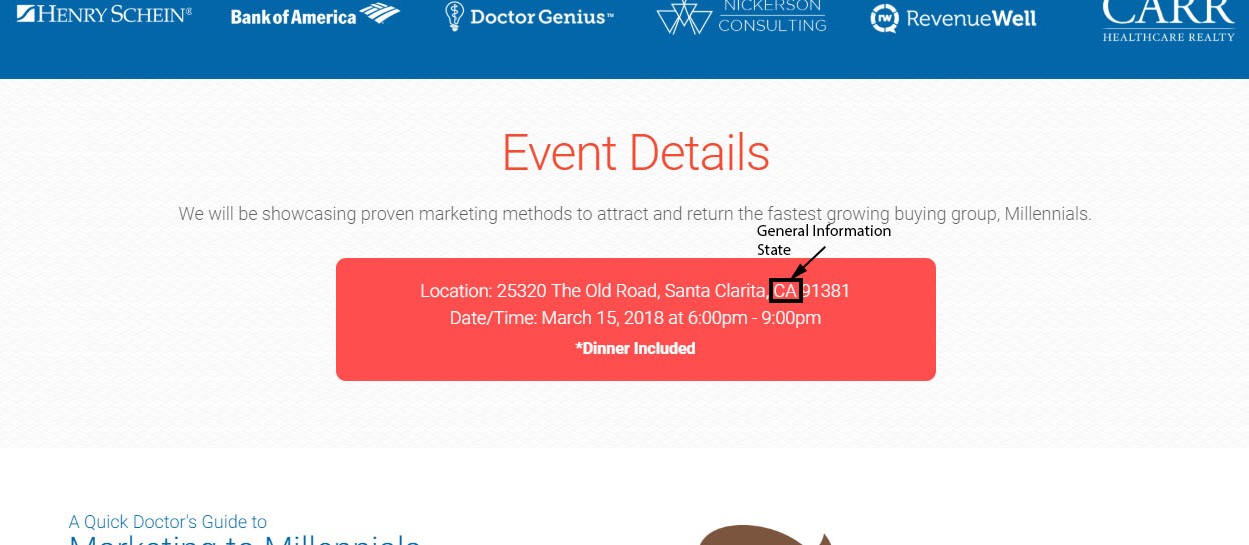 HENRY SCHEIN®
Bank of America
Doctor Genius™
NICKERSON
CONSULTING
rw RevenueWell
CARR
HEALTHCARE REALTY
Event Details
We will be showcasing proven marketing methods to attract and return the fastest growing buying group, Millennials.
General Information
State
Location: 25320 The Old Road, Santa Clarita, CA 91381
Date/Time: March 15, 2018 at 6:00pm - 9:00pm
*Dinner Included
A Quick Doctor's Guide to
Marketing to Millennials